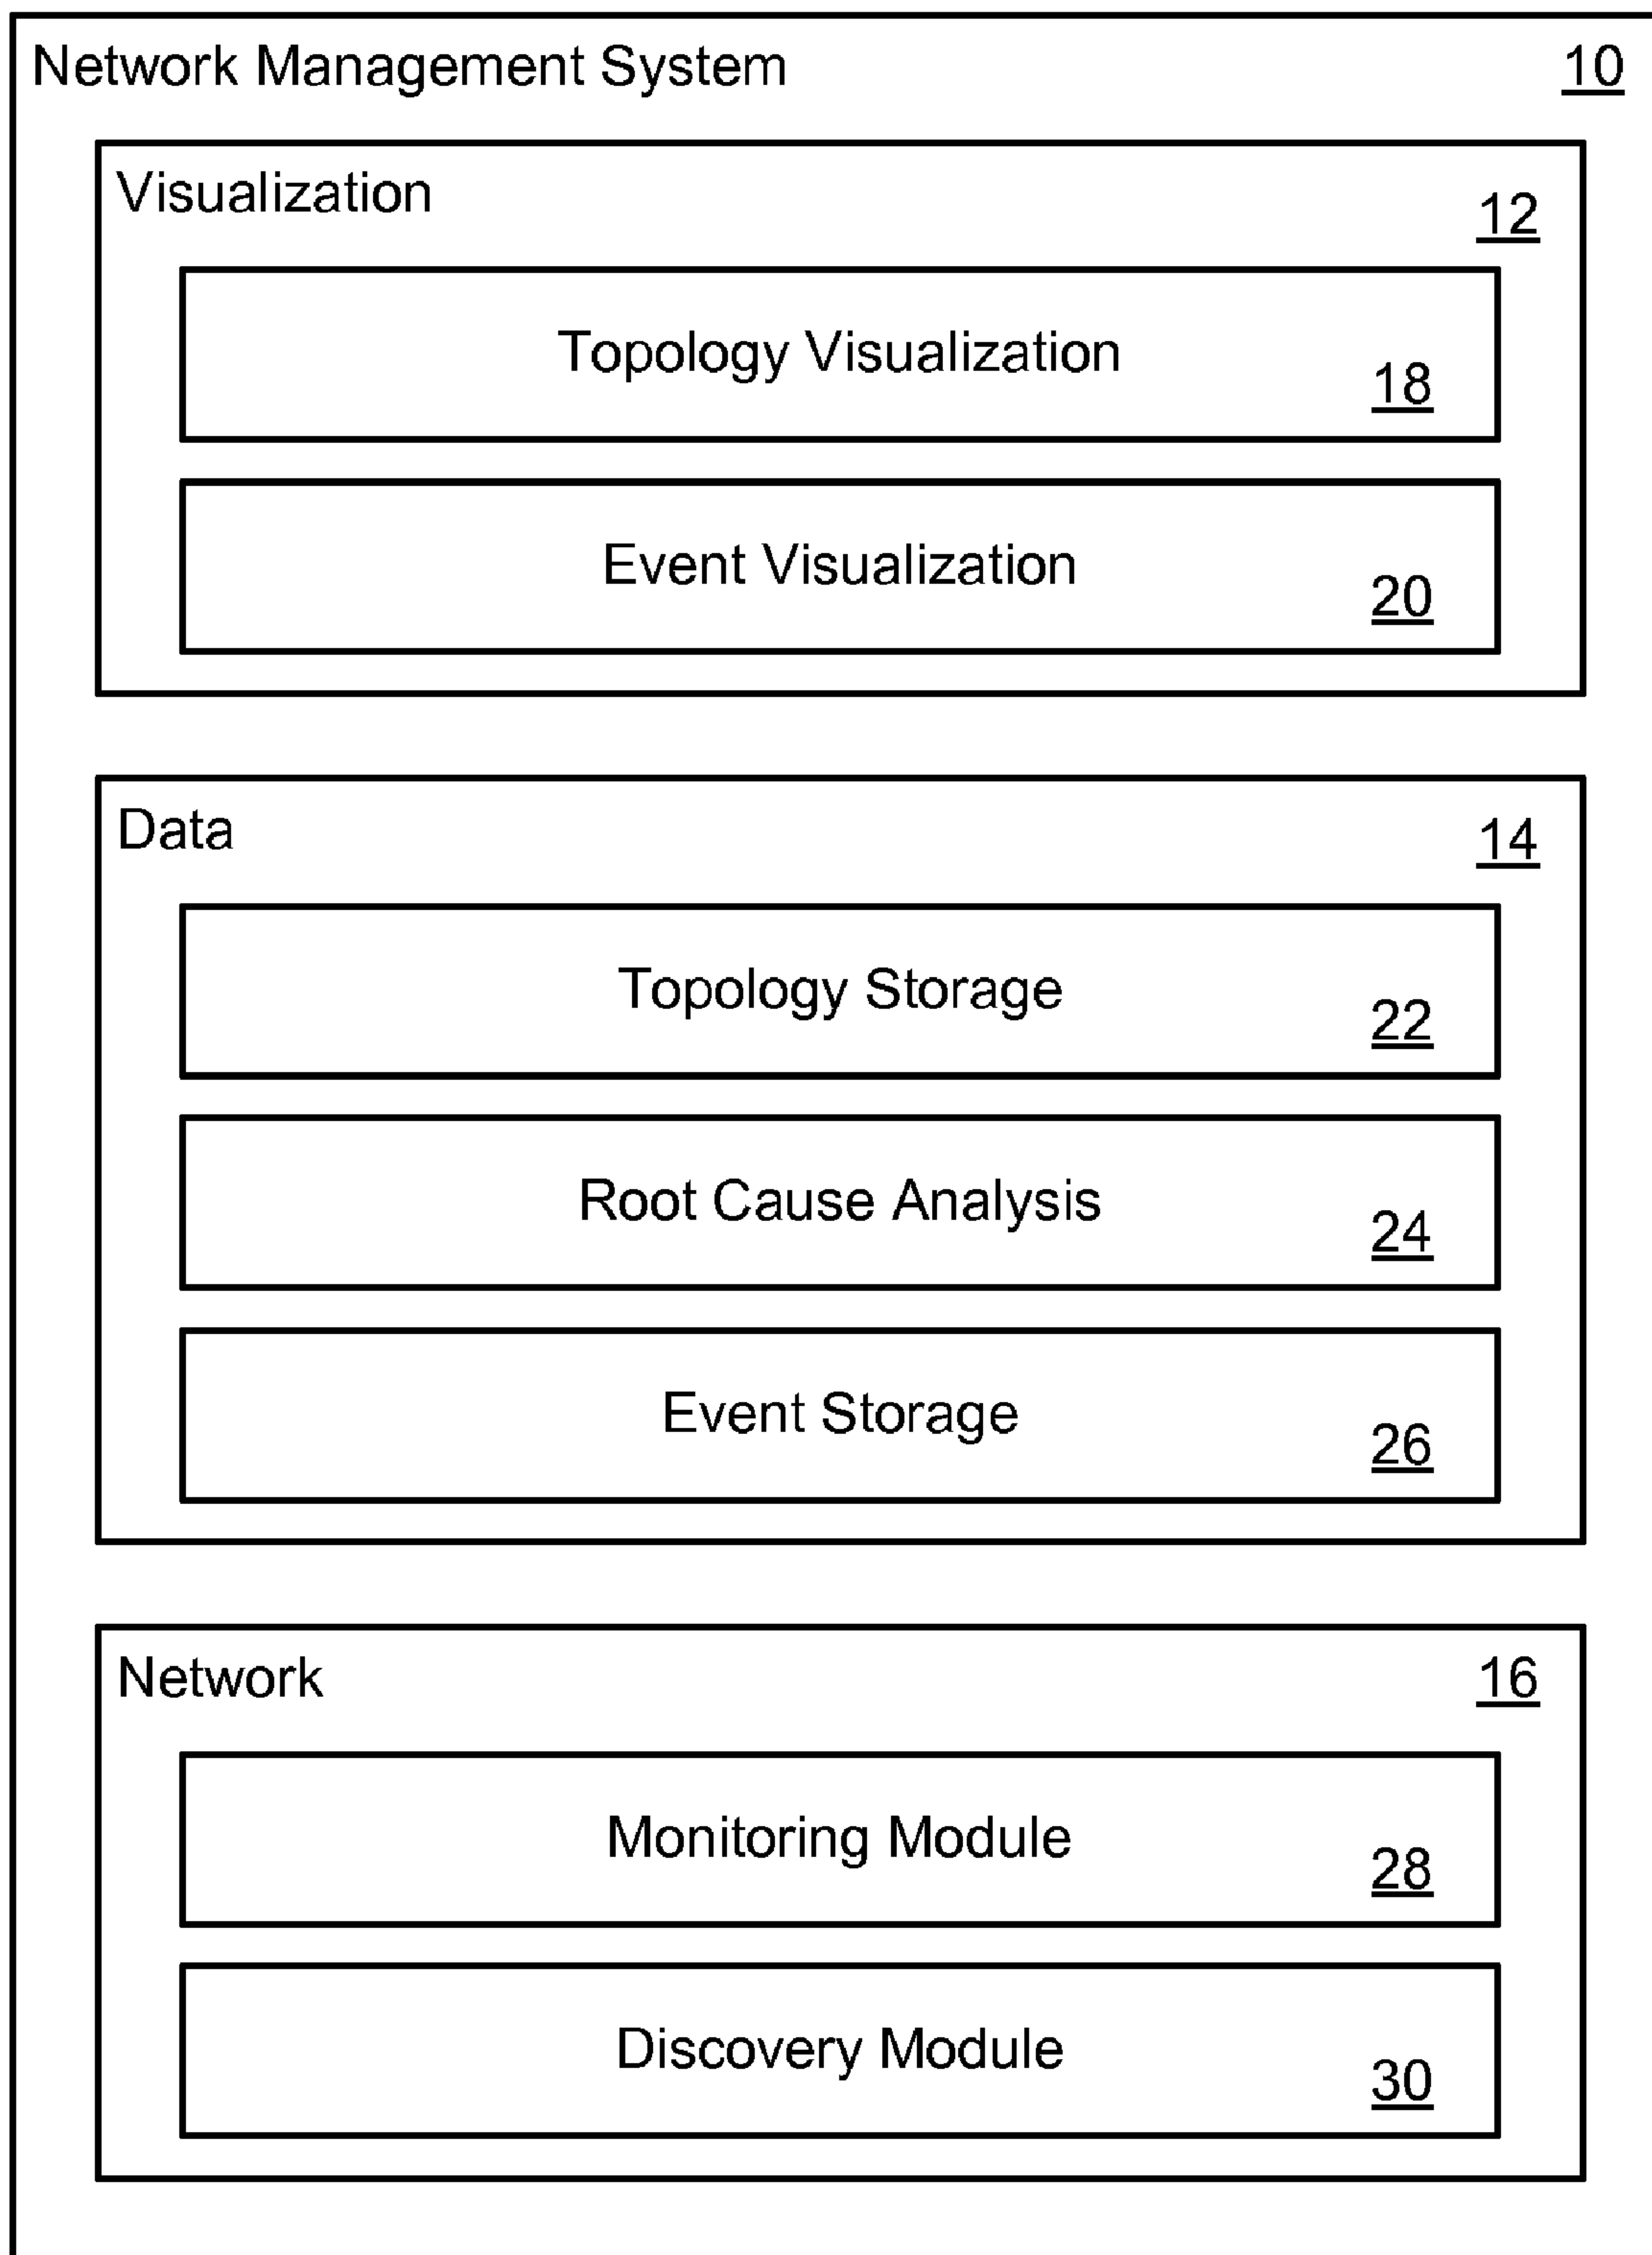 Network Management System 10
Visualization 12
Topology Visualization 18
Event Visualization 20
Data 14
Topology Storage 22
Root Cause Analysis 24
Event Storage 26
Network 16
Monitoring Module 28
Discovery Module 30